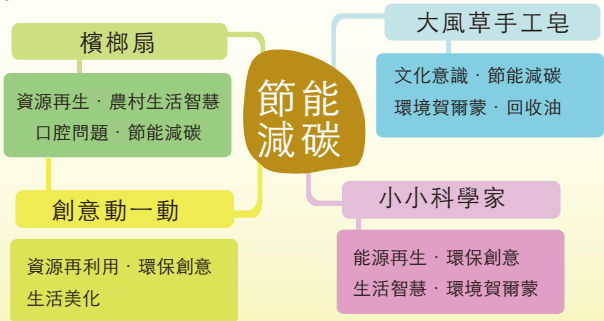 檳榔扇
資源再生‧農村生活智慧
口腔問題‧節能減碳
節能
減碳
大風草手工皂
文化意識‧節能減碳
環境賀爾蒙‧回收油
創意動一動
資源再利用‧環保創意
生活美化
小小科學家
能源再生‧環保創意
生活智慧‧環境賀爾蒙